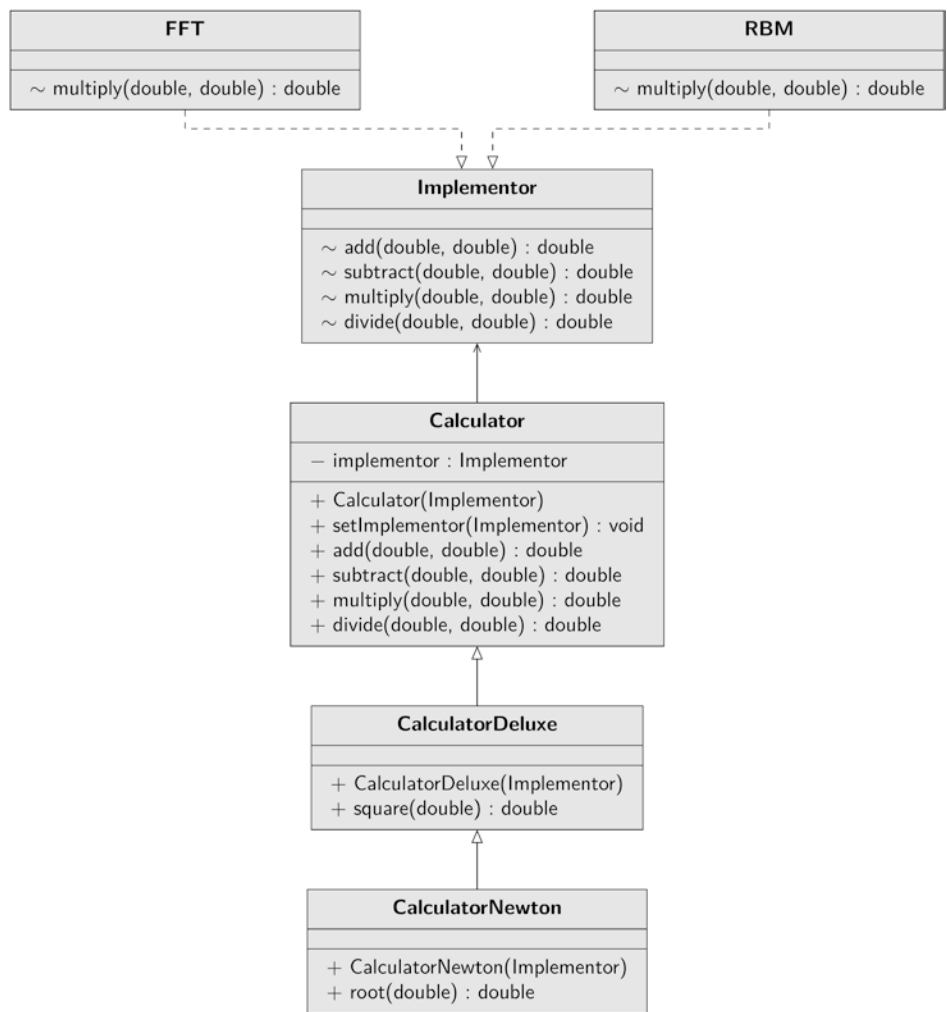 FFT
∼ multiply(double, double) : double
RBM
∼ multiply(double, double) : double
Implementor
∼ add(double, double) : double
∼ subtract(double, double) : double
∼ multiply(double, double) : double
∼ divide(double, double) : double
Calculator
− implementor : Implementor
+ Calculator(Implementor)
+ setImplementor(Implementor) : void
+ add(double, double) : double
+ subtract(double, double) : double
+ multiply(double, double) : double
+ divide(double, double) : double
CalculatorDeluxe
+ CalculatorDeluxe(Implementor)
+ square(double) : double
CalculatorNewton
+ CalculatorNewton(Implementor)
+ root(double) : double